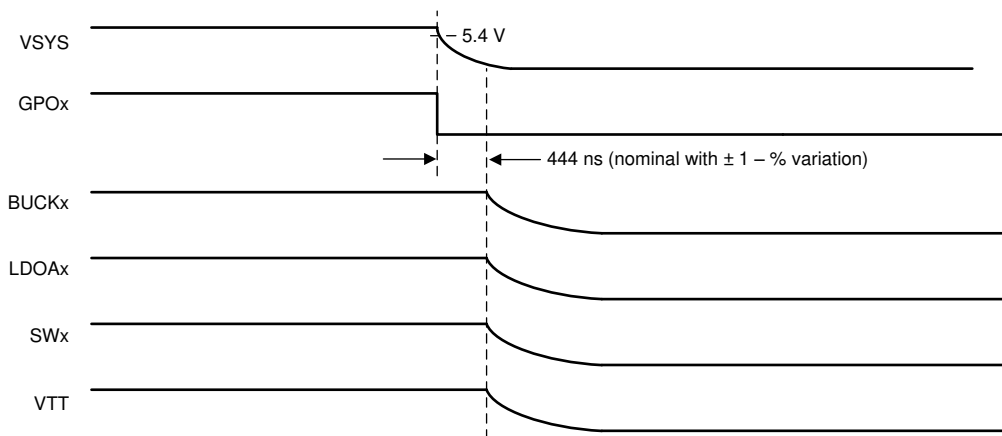 VSYS
– 5.4 V
GPOx
444 ns (nominal with ± 1 – % variation)
BUCKx
LDOAx
SWx
VTT